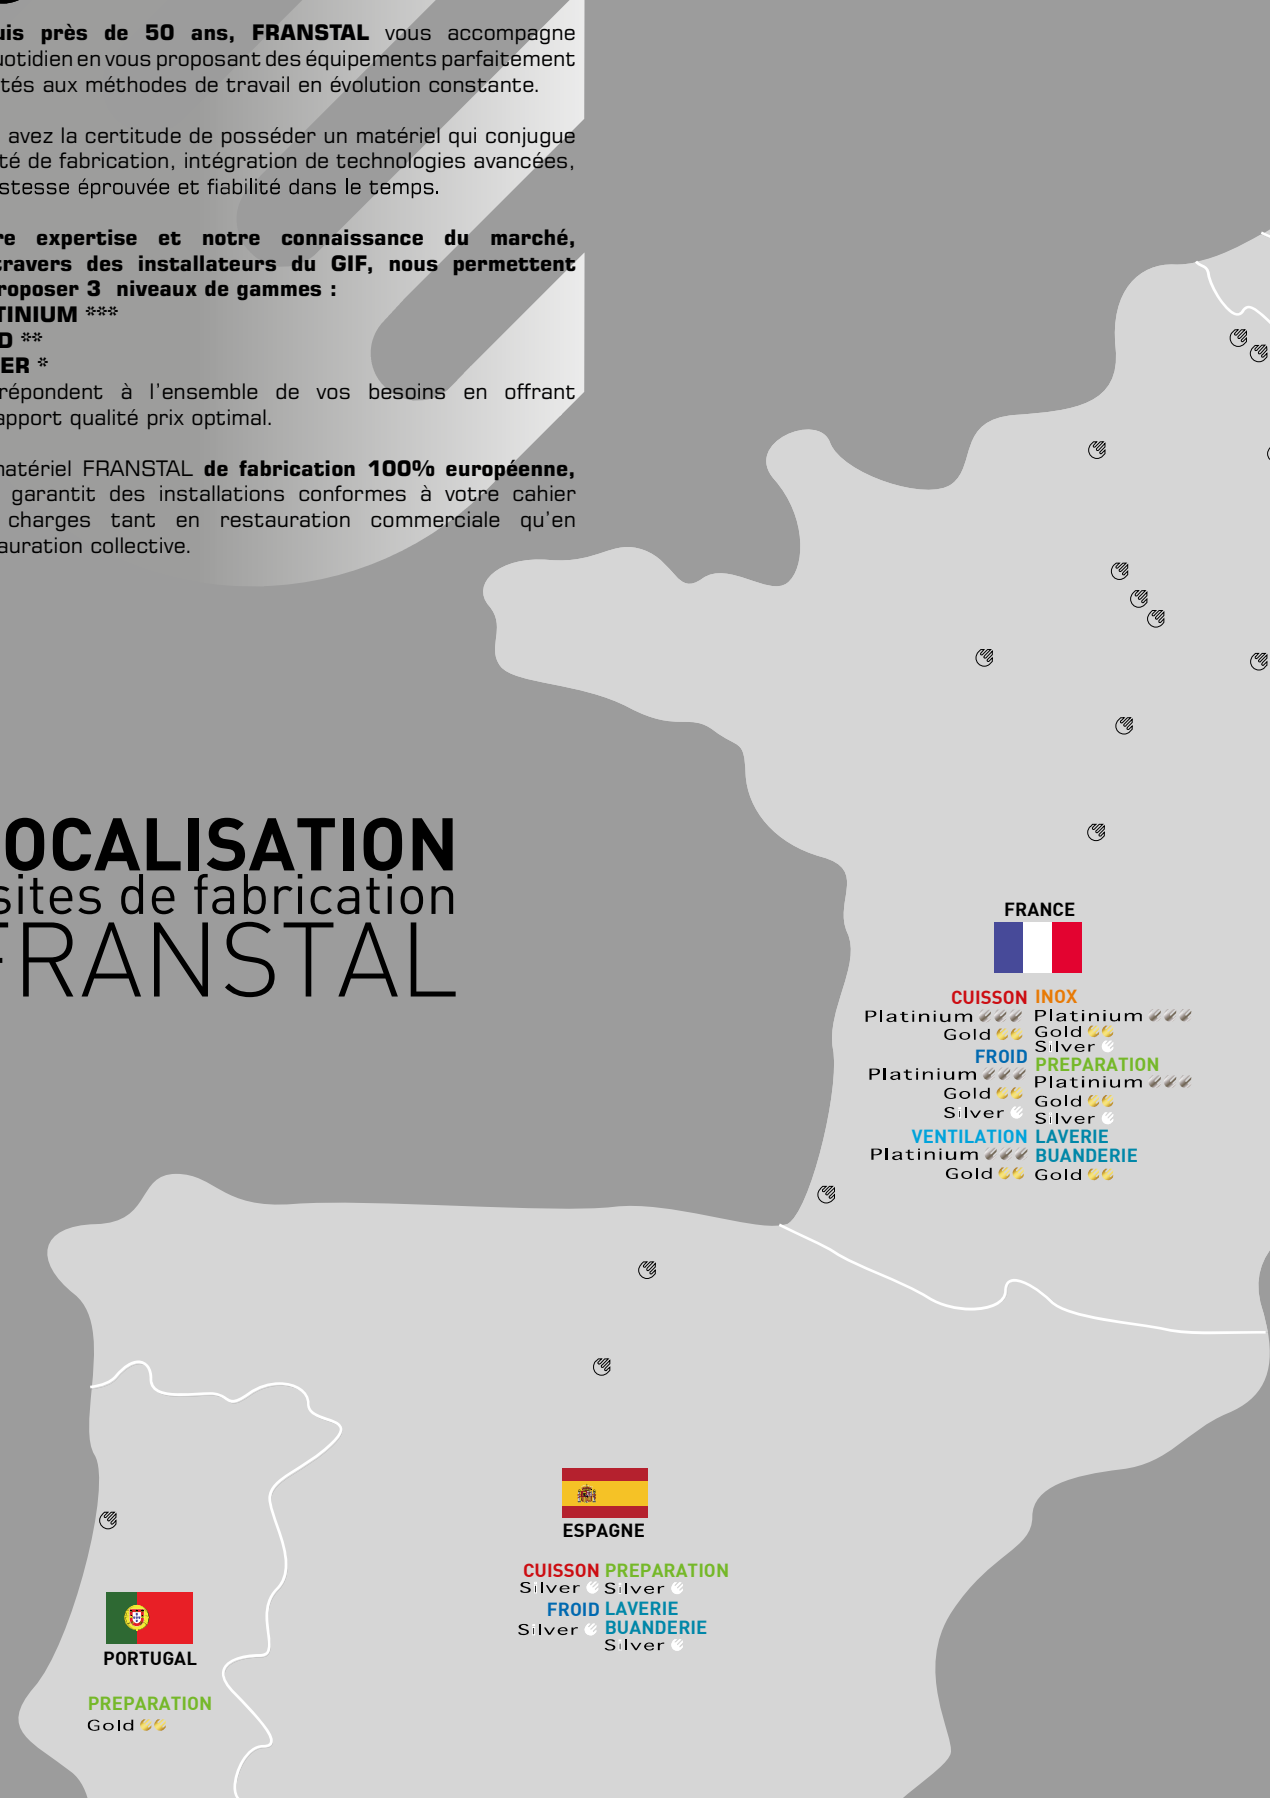 uis près de 50 ans, FRANSTAL vous accompagne
uotidien en vous proposant des équipements parfaitement
tés aux méthodes de travail en évolution constante.
avez la certitude de posséder un matériel qui conjugue
té de fabrication, intégration de technologies avancées,
stesse éprouvée et fiabilité dans le temps.
re expertise et notre connaissance du marché,
travers des installateurs du GIF, nous permettent
roposer 3 niveaux de gammes :
TINIUM ***
D **
ER *
répondent à l'ensemble de vos besoins en offrant
apport qualité prix optimal.
matériel FRANSTAL de fabrication 100% européenne,
garantit des installations conformes à votre cahier
charges tant en restauration commerciale qu'en
auration collective.
OCALISATION
sites de fabrication
FRANSTAL
FRANCE
CUISSON
Platinium
Gold
FROID
Platinium
Gold
Silver
VENTILATION
Platinium
Gold
INOX
Platinium
Gold
Silver
PREPARATION
Platinium
Gold
Silver
LAVERIE
BUANDERIE
Gold
ESPAGNE
CUISSON
Silver
FROID
Silver
PREPARATION
Silver
LAVERIE
BUANDERIE
Silver
PORTUGAL
PREPARATION
Gold